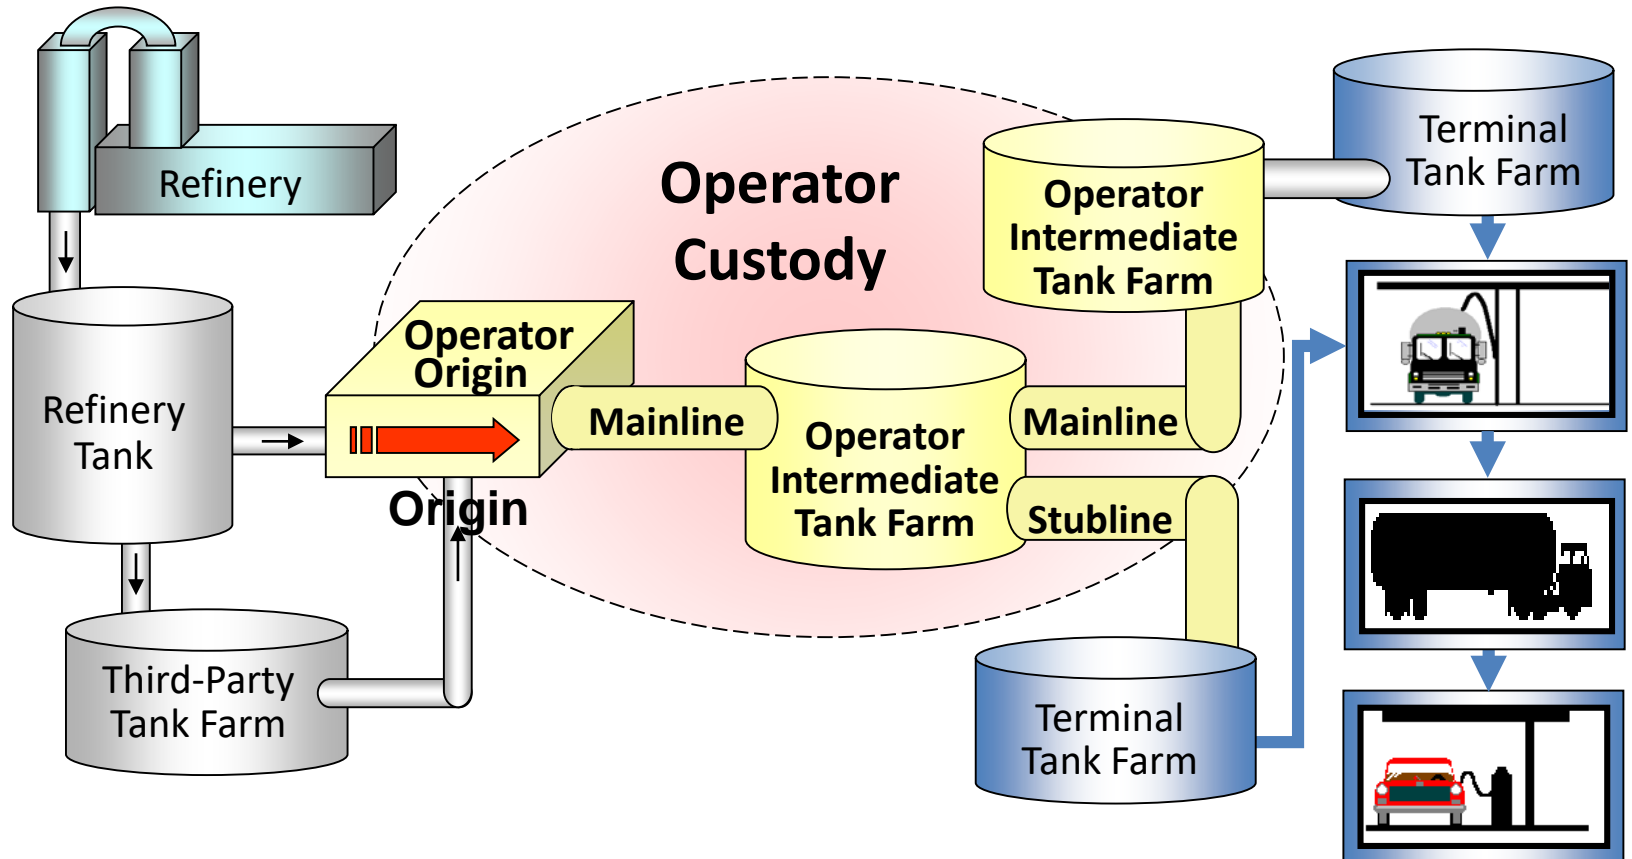 Refinery
Refinery
Tank
Third-Party
Tank Farm
Operator
Origin
Origin
Operator
Custody
Mainline
Operator
Intermediate
Tank Farm
Mainline
Stubline
Operator
Intermediate
Tank Farm
Terminal
Tank Farm
Terminal
Tank Farm